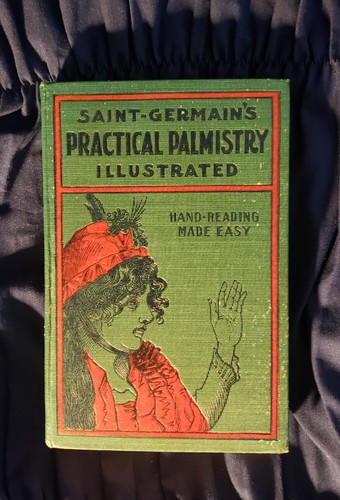 SAINT-GERMAIN'S
PRACTICAL PALMISTRY
ILLUSTRATED
HAND-READING
MADE EASY